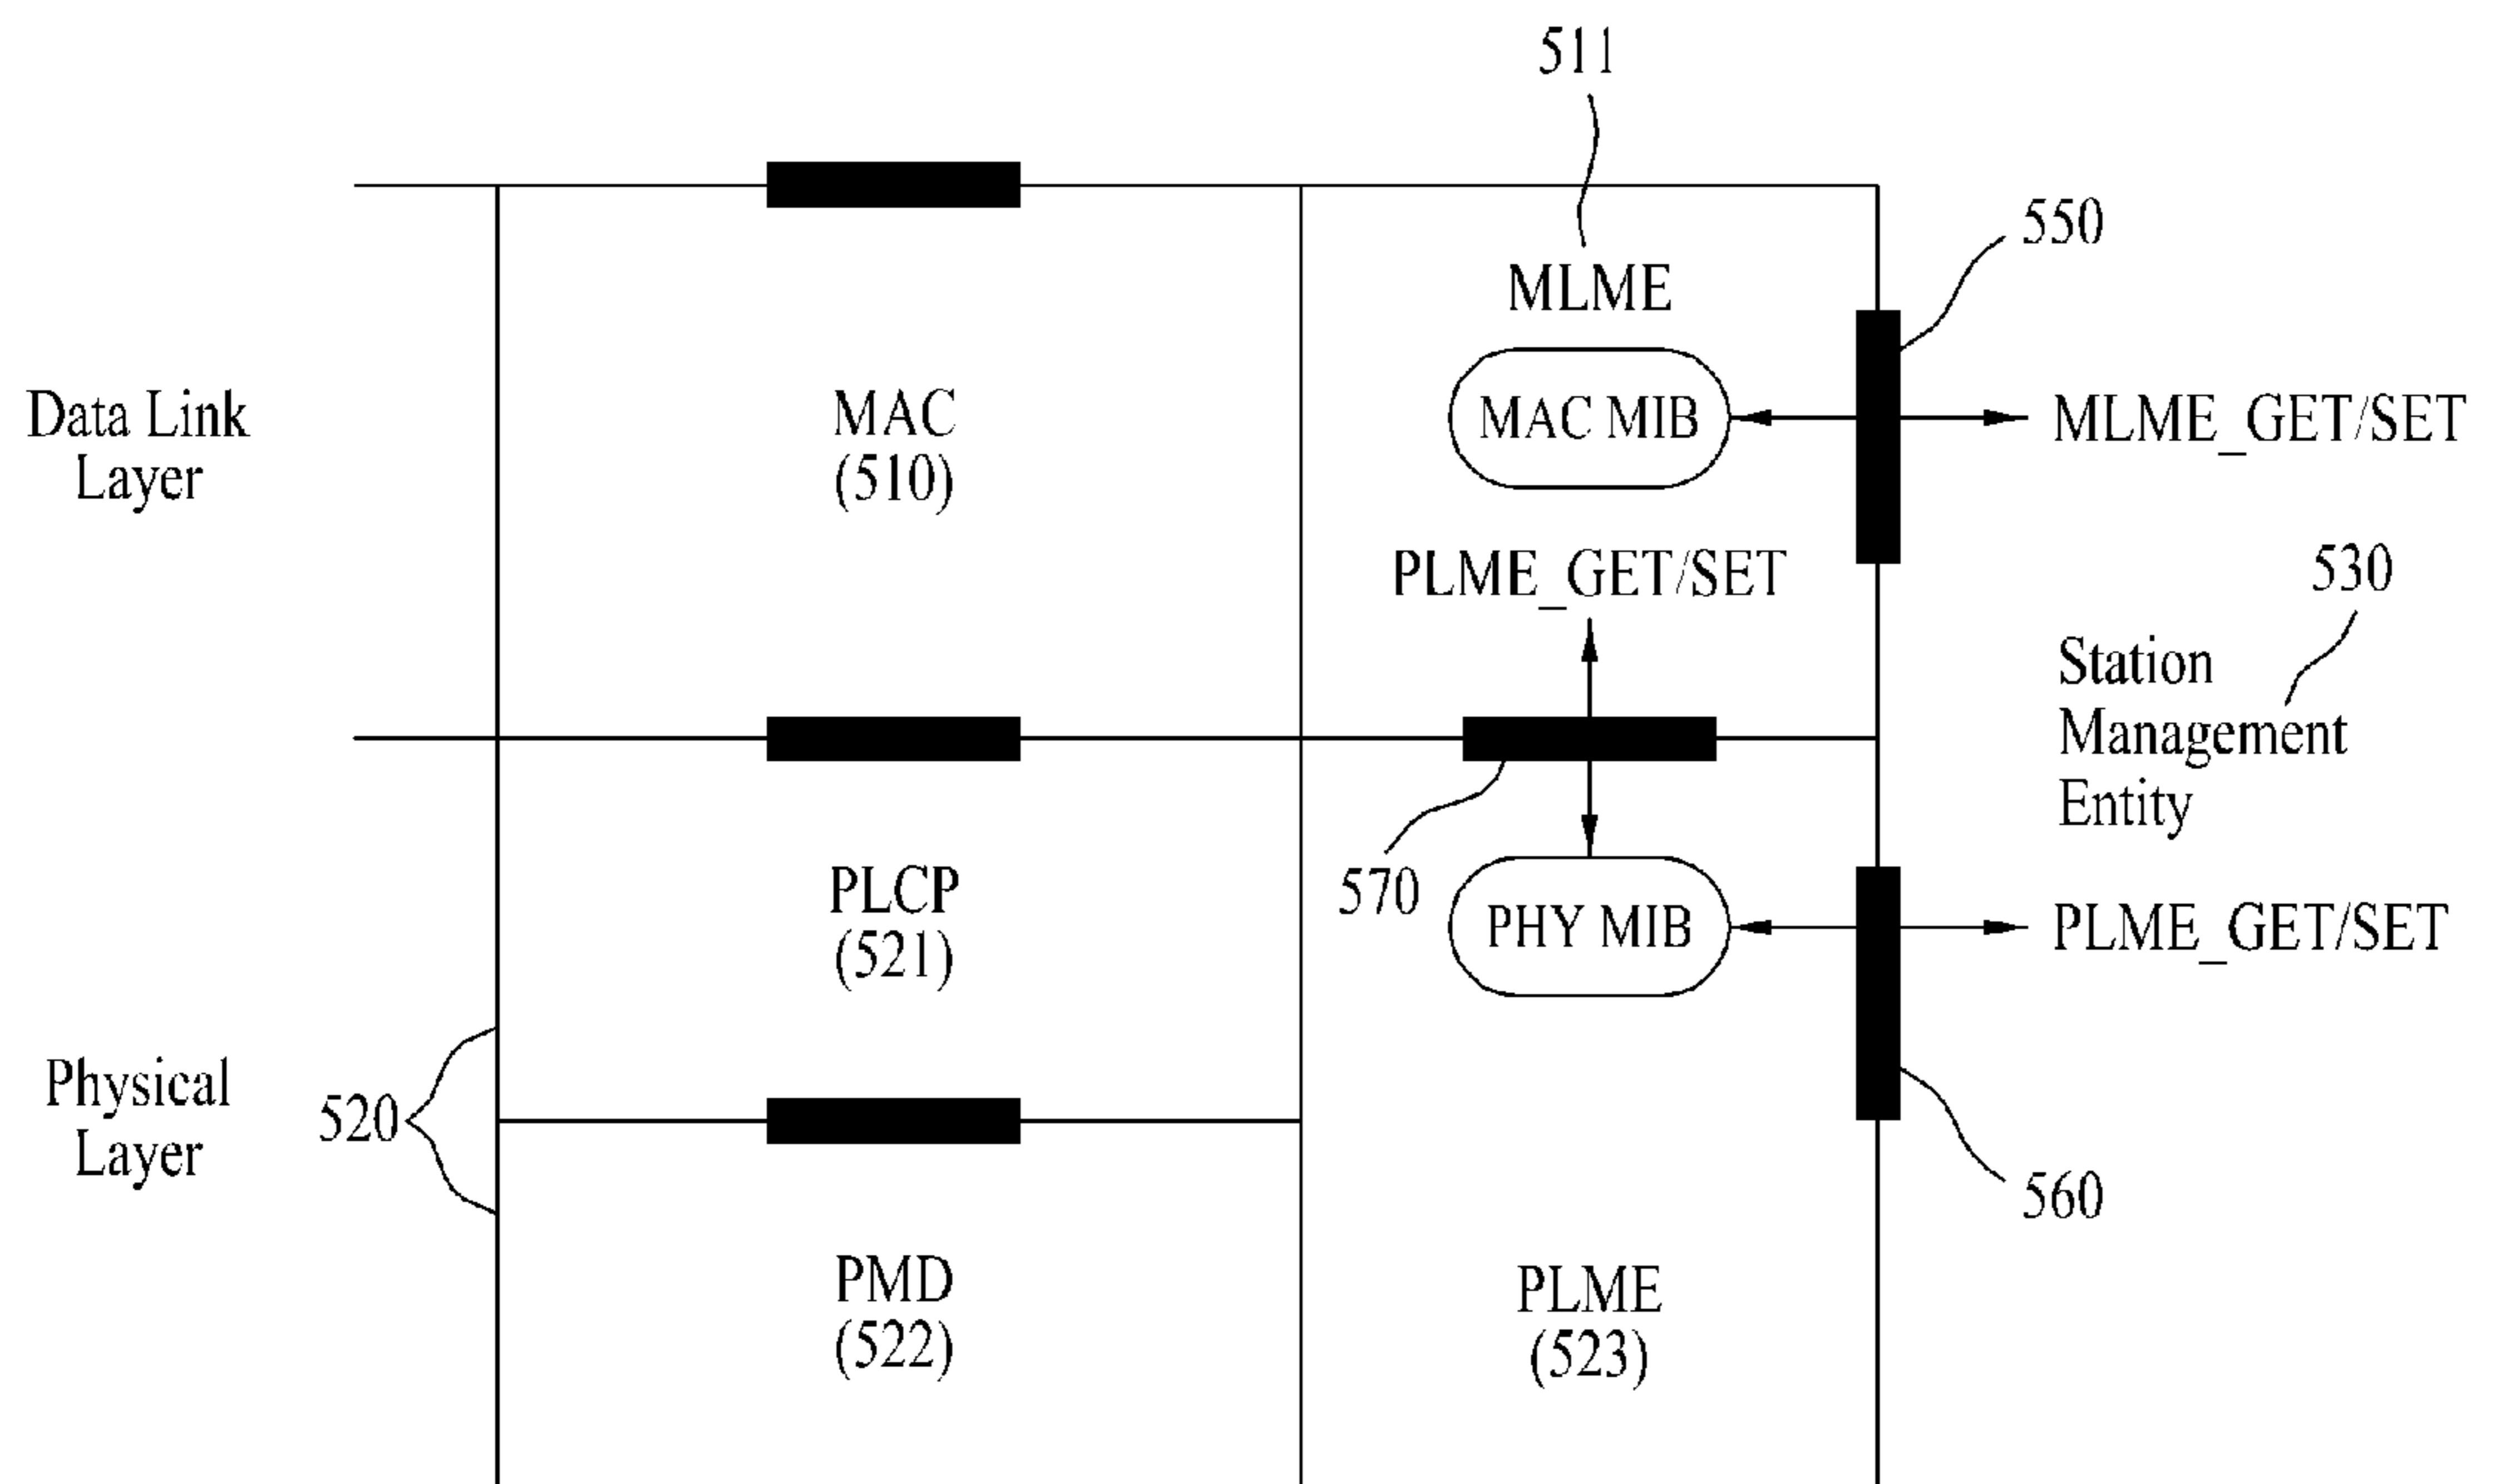 511
550
MLME
Data Link
Layer
MAC
(510)
MAC MIB
MLME_GET/SET
PLME_GET/SET
530
Station
Management
Entity
570
PLCP
(521)
PHY MIB
PLME_GET/SET
Physical
Layer
520
560
PMD
(522)
PLME
(523)